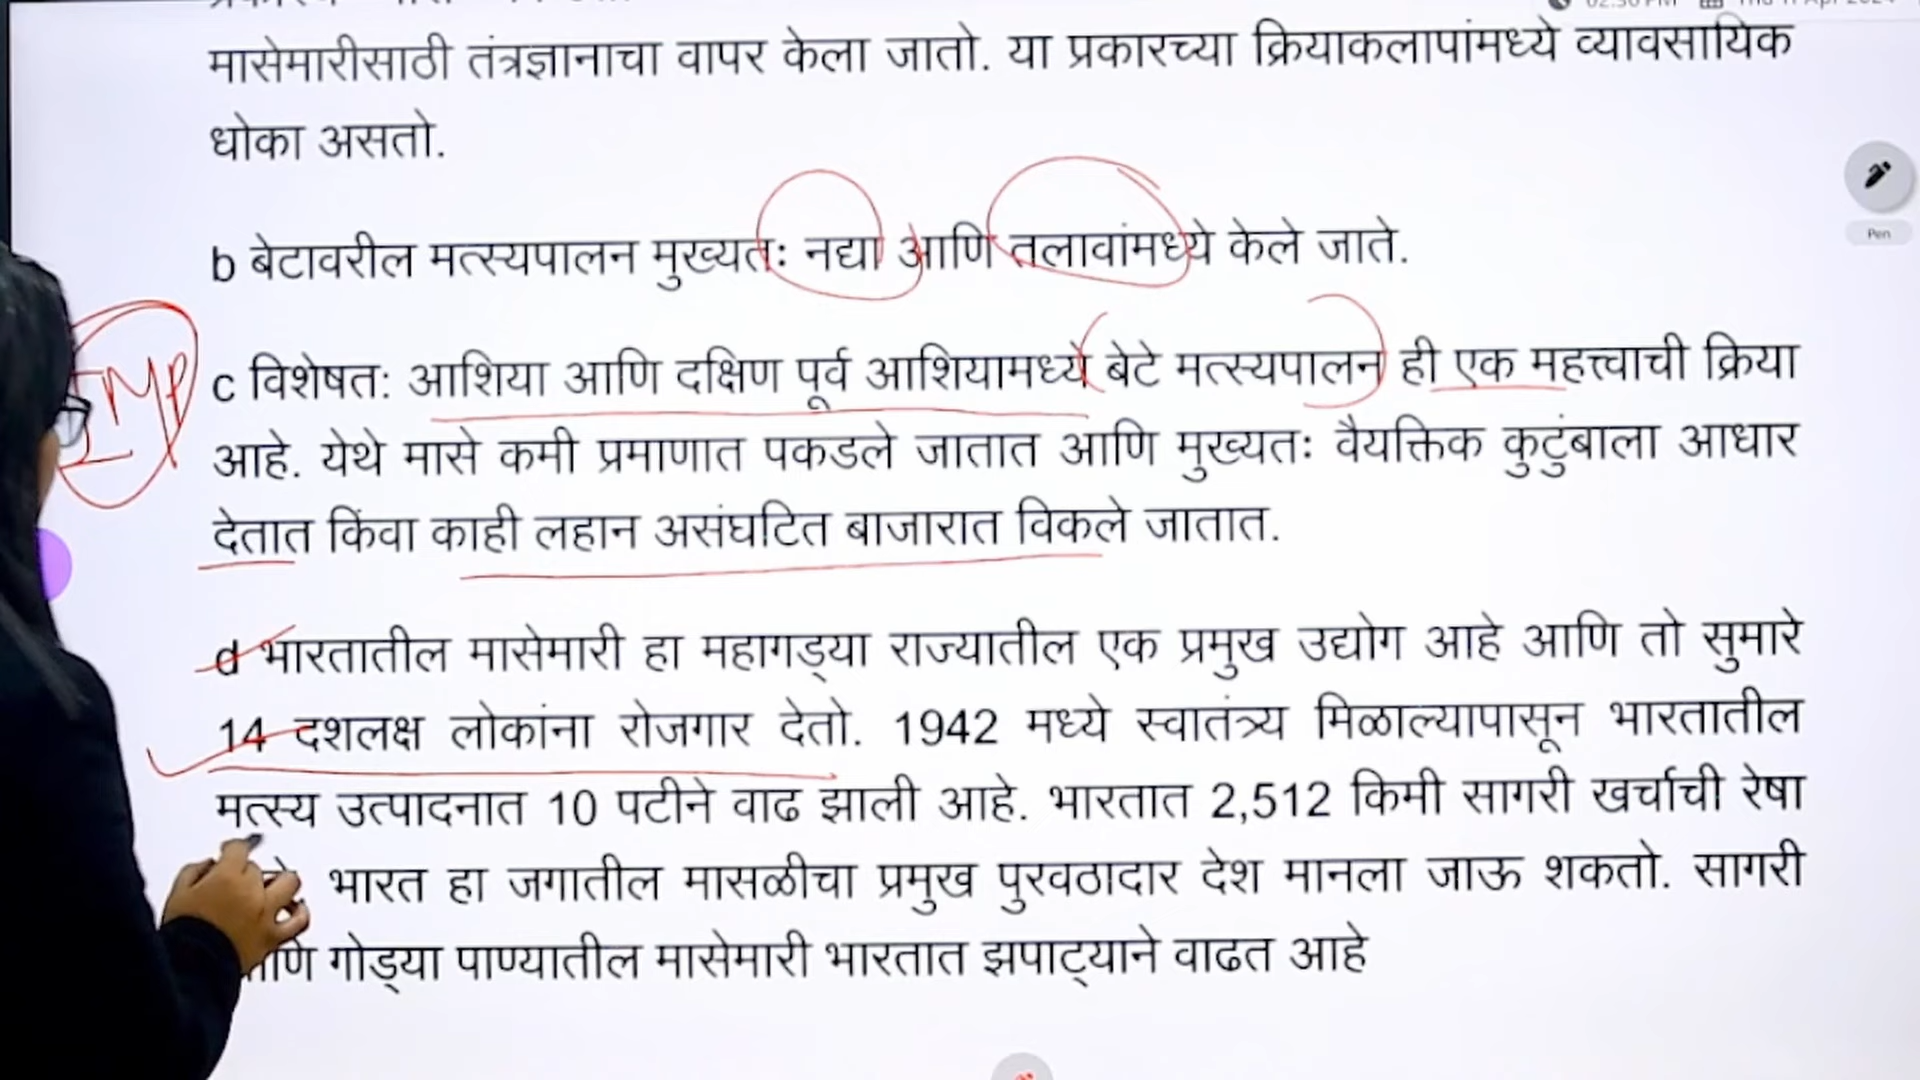 मासेमारीसाठी तंत्रज्ञानाचा वापर केला जातो. या प्रकारच्या क्रियाकलापांमध्ये व्यावसायिक
धोका असतो.
Pen
b बेटावरील मत्स्यपालन मुख्यतः नद्या आणि तलावांमध्ये केले जाते.
IMP
c विशेषत: आशिया आणि दक्षिण पूर्व आशियामध्ये बेटे मत्स्यपालन ही एक महत्त्वाची क्रिया
आहे. येथे मासे कमी प्रमाणात पकडले जातात आणि मुख्यतः वैयक्तिक कुटुंबाला आधार
देतात किंवा काही लहान असंघटित बाजारात विकले जातात.
d भारतातील मासेमारी हा महागड्या राज्यातील एक प्रमुख उद्योग आहे आणि तो सुमारे
14 दशलक्ष लोकांना रोजगार देतो. 1942 मध्ये स्वातंत्र्य मिळाल्यापासून भारतातील
मत्स्य उत्पादनात 10 पटीने वाढ झाली आहे. भारतात 2,512 किमी सागरी खर्चाची रेषा
भारत हा जगातील मासळीचा प्रमुख पुरवठादार देश मानला जाऊ शकतो. सागरी
गोड्या पाण्यातील मासेमारी भारतात झपाट्याने वाढत आहे